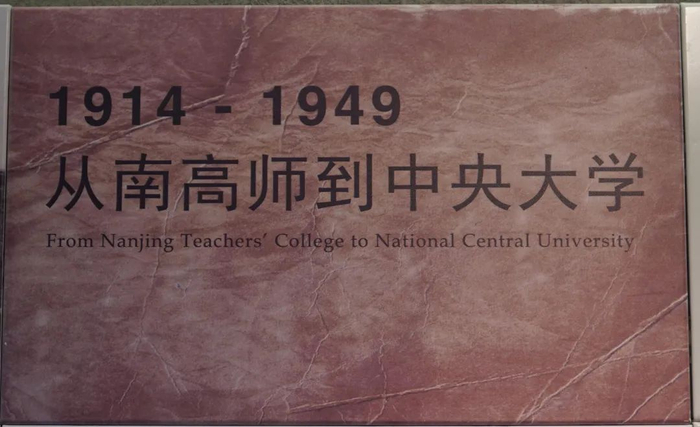 1914 - 1949
从南高师到中央大学
From Nanjing Teachers' College to National Central University